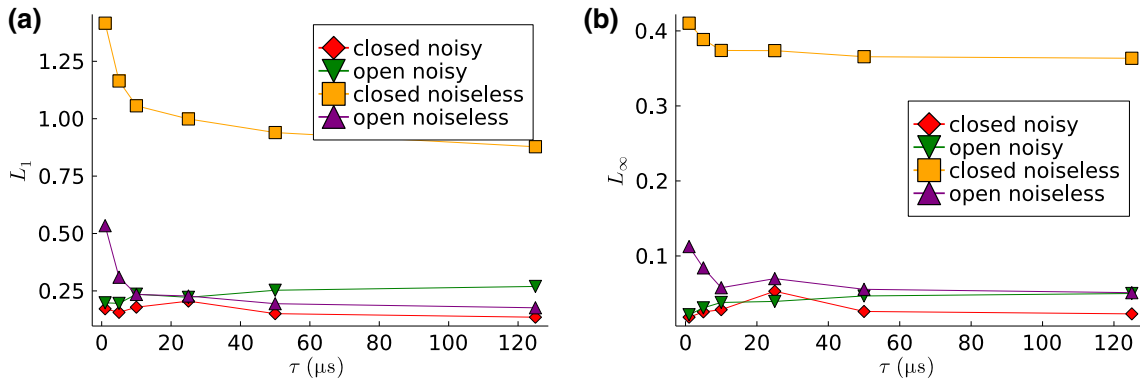 (a)
1.25
1.00
0.75
0.50
0.25
L₁
closed noisy
open noisy
closed noiseless
open noiseless
0 20 40 60 80 100 120
τ (μs)
(b)
0.4
0.3
0.2
0.1
L∞
closed noisy
open noisy
closed noiseless
open noiseless
0 20 40 60 80 100 120
τ (μs)